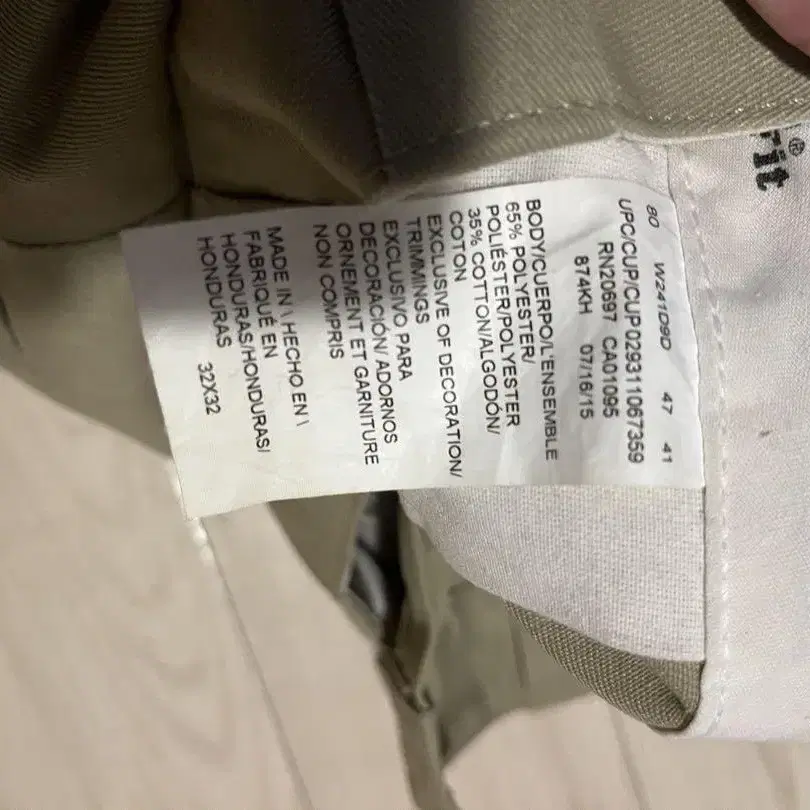 rit®
80 W241D9D 47 41
UPC/CUP/CUP 029311067359
RN20697 CA01095
874KH 07/16/15
BODY/CUERPO/L'ENSEMBLE
65% POLYESTER/
POLIÉSTER/POLYESTER
35% COTTON/ALGODÓN/
COTON
EXCLUSIVE OF DECORATION/
TRIMMINGS
EXCLUSIVO PARA
DECORACIÓN/ ADORNOS
ORNEMENT ET GARNITURE
NON COMPRIS
MADE IN \ HECHO EN \
FABRIQUÉ EN
HONDURAS/HONDURAS/
HONDURAS
32X32